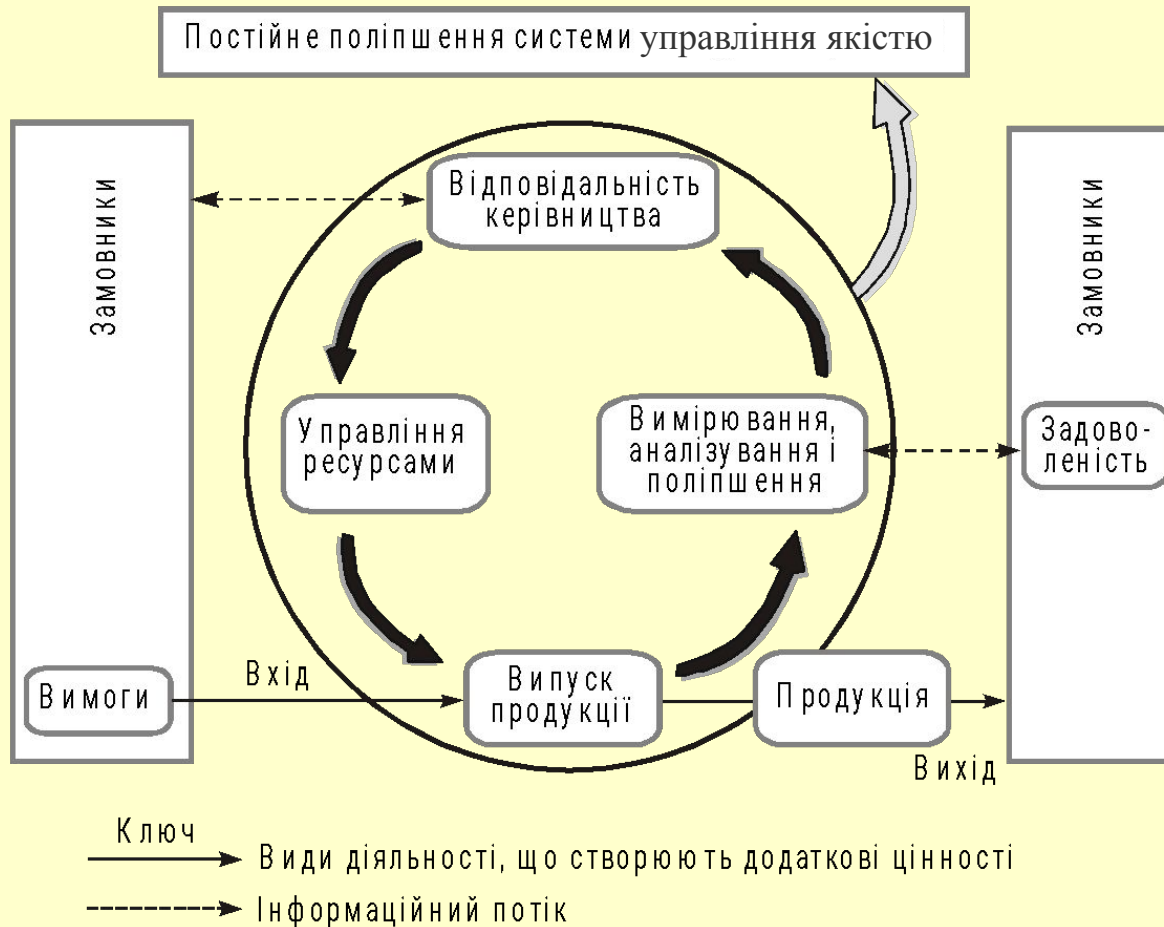 Постійне поліпшення системи управління якістю
Замовники
Відповідальність
керівництва
Замовники
Управління
ресурсами
Вимірювання,
аналізування і
поліпшення
Задово-
леність
Вимоги
Вхід
Випуск
продукції
Продукція
Вихід
Ключ
Види діяльності, що створюють додаткові цінності
Інформаційний потік